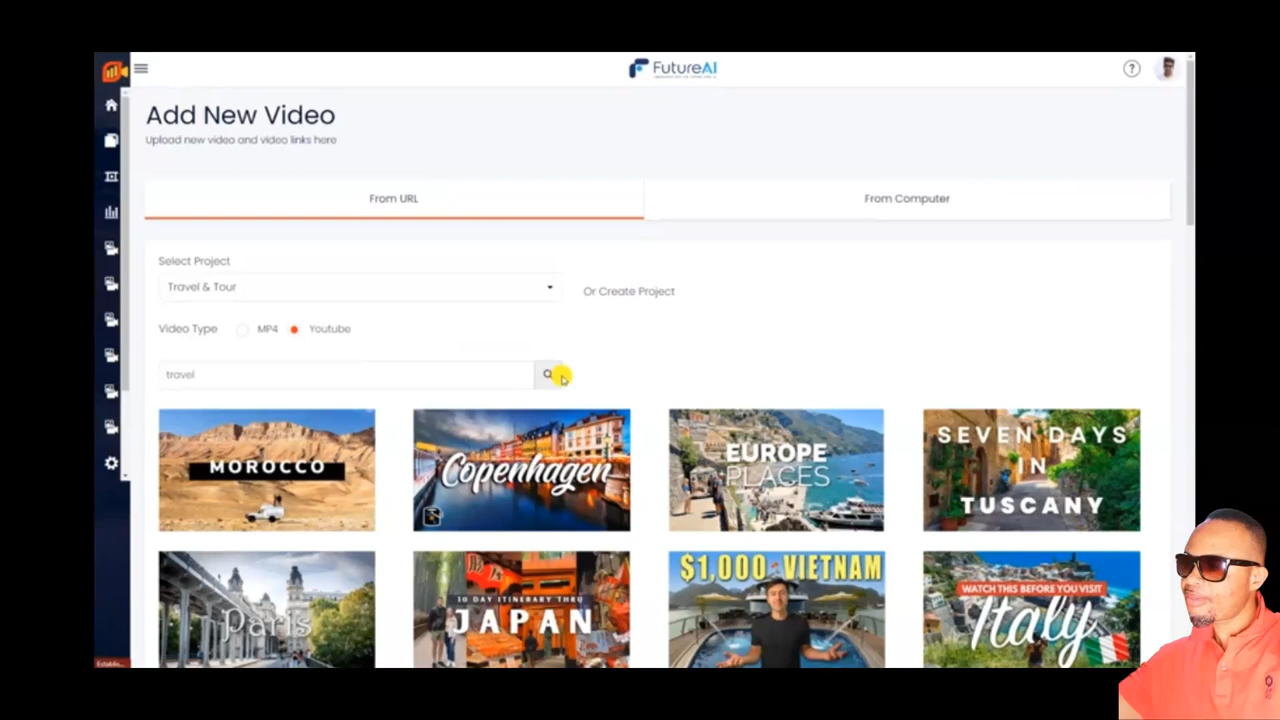 FutureAI
?
Add New Video
Upload new video and video links here
From URL
From Computer
Select Project
Travel & Tour
Or Create Project
Video Type
MP4
Youtube
travel
MOROCCO
Copenhagen
EUROPE
PLACES
SEVEN DAYS
IN
TUSCANY
Paris
10 DAY ITINERARY THRU
JAPAN
$1,000 VIETNAM
WATCH THIS BEFORE YOU VISIT
Italy